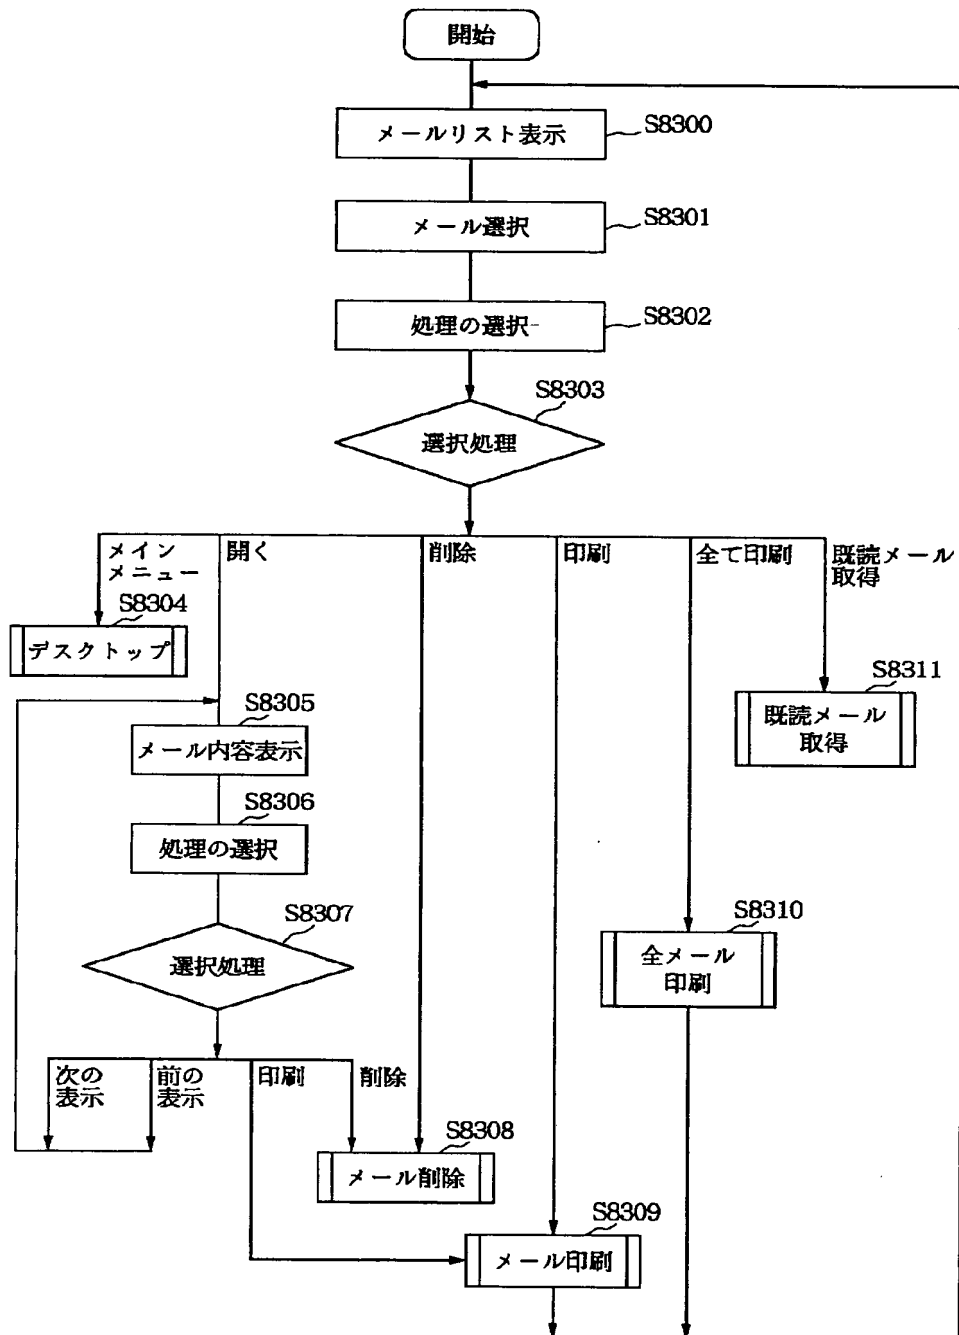 開始
メールリスト表示
S8300
メール選択
S8301
処理の選択
S8302
S8303
選択処理
メイン
メニュー
開く
削除
印刷
全て印刷
既読メール
取得
S8304
デスクトップ
S8311
既読メール
取得
S8305
メール内容表示
S8306
処理の選択
S8307
選択処理
S8310
全メール
印刷
次の
表示
前の
表示
印刷
削除
S8308
メール削除
S8309
メール印刷